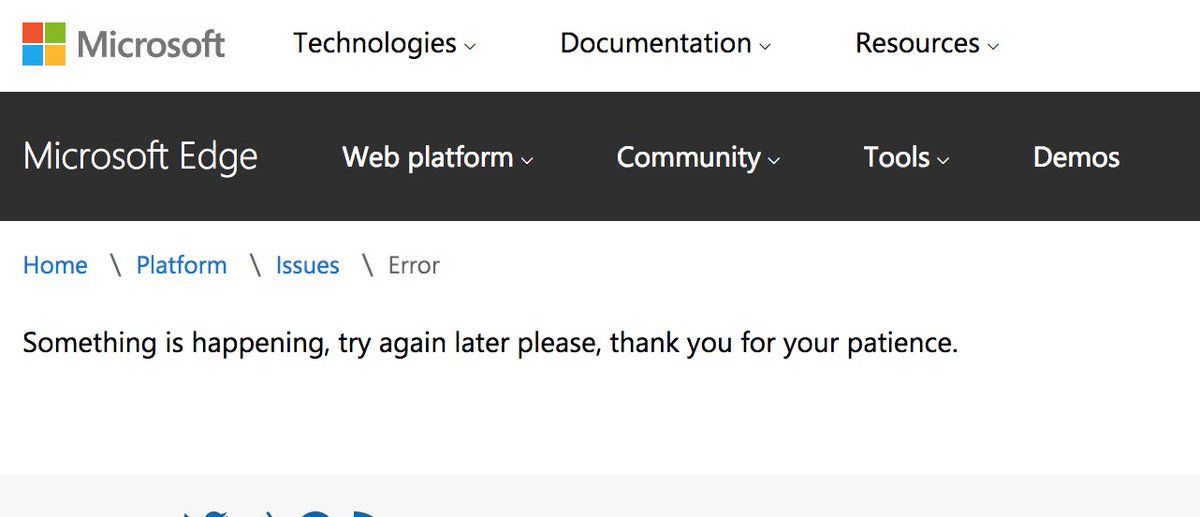 Microsoft Technologies Documentation Resources
Microsoft Edge Web platform Community Tools Demos
Home \ Platform \ Issues \ Error
Something is happening, try again later please, thank you for your patience.